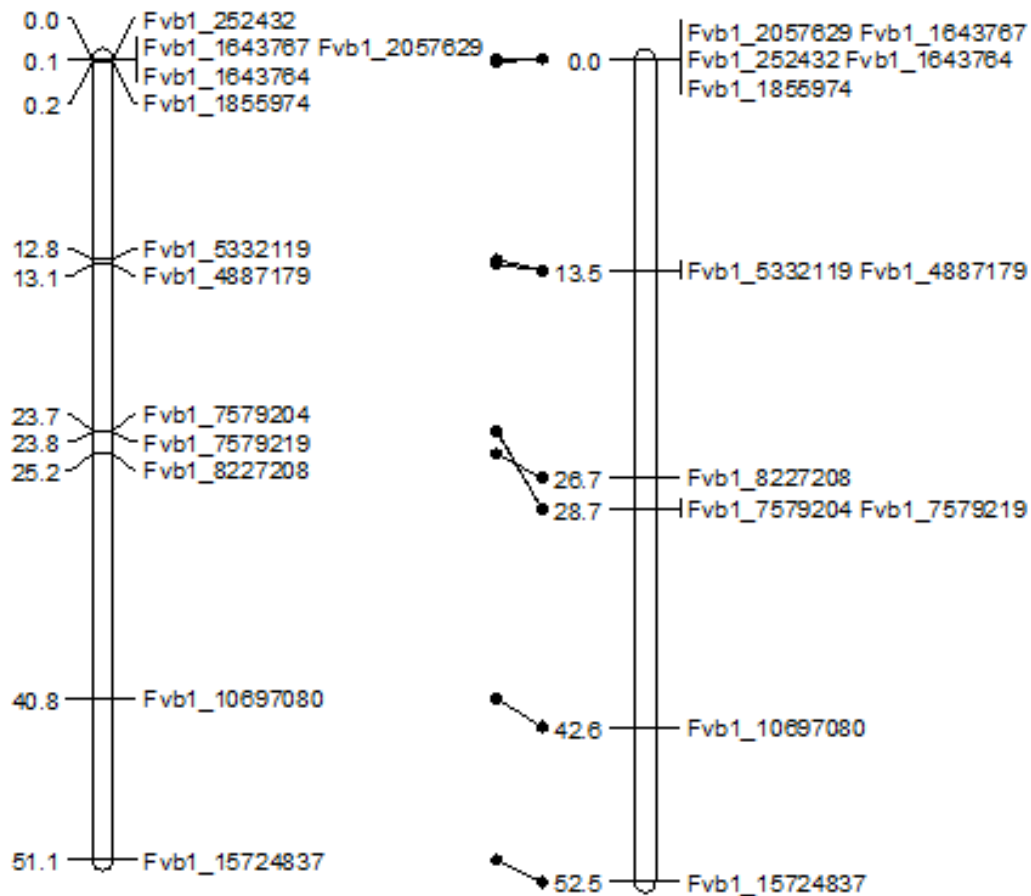 0.0 Fvb1_252432
0.1 Fvb1_1643767 Fvb1_2057629
Fvb1_1643764
0.2 Fvb1_1855974
12.8 Fvb1_5332119
13.1 Fvb1_4887179
23.7 Fvb1_7579204
23.8 Fvb1_7579219
25.2 Fvb1_8227208
40.8 Fvb1_10697080
51.1 Fvb1_15724837
Fvb1_2057629 Fvb1_1643767
0.0 Fvb1_252432 Fvb1_1643764
Fvb1_1855974
13.5 Fvb1_5332119 Fvb1_4887179
26.7 Fvb1_8227208
28.7 Fvb1_7579204 Fvb1_7579219
42.6 Fvb1_10697080
52.5 Fvb1_15724837